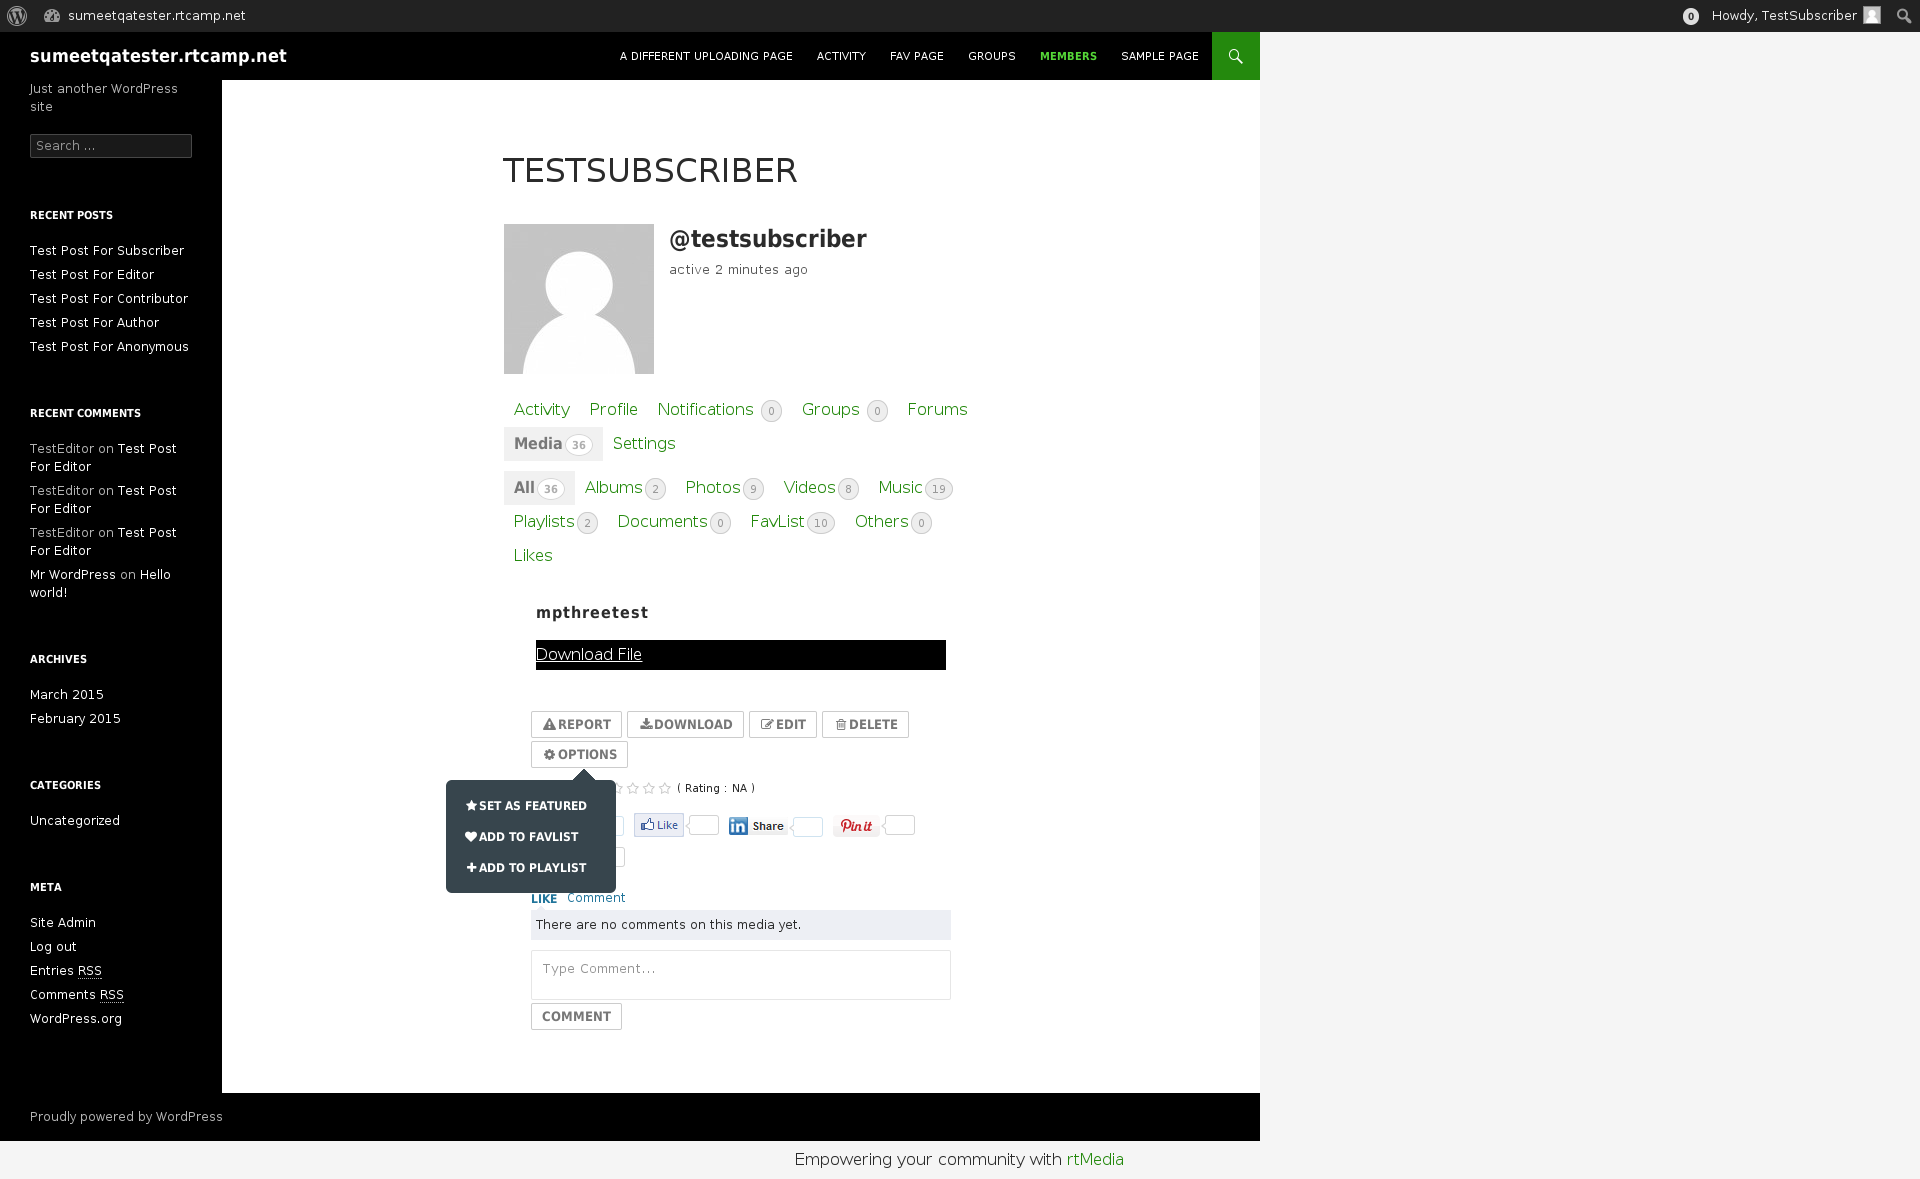 sumeetqatester.rtcamp.net
0 Howdy, TestSubscriber
sumeetqatester.rtcamp.net
A DIFFERENT UPLOADING PAGE ACTIVITY FAV PAGE GROUPS MEMBERS SAMPLE PAGE
Just another WordPress
site
Search ...
RECENT POSTS
Test Post For Subscriber
Test Post For Editor
Test Post For Contributor
Test Post For Author
Test Post For Anonymous
RECENT COMMENTS
TestEditor on Test Post
For Editor
TestEditor on Test Post
For Editor
TestEditor on Test Post
For Editor
Mr WordPress on Hello
world!
ARCHIVES
March 2015
February 2015
CATEGORIES
Uncategorized
META
Site Admin
Log out
Entries RSS
Comments RSS
WordPress.org
TESTSUBSCRIBER
@testsubscriber
active 2 minutes ago
Activity Profile Notifications 0 Groups 0 Forums
Media 36 Settings
All 36 Albums 2 Photos 9 Videos 8 Music 19
Playlists 2 Documents 0 FavList 10 Others 0
Likes
mpthreetest
Download File
REPORT DOWNLOAD EDIT DELETE
OPTIONS
SET AS FEATURED
ADD TO FAVLIST
ADD TO PLAYLIST
( Rating : NA )
Like in Share Pin it
LIKE Comment
There are no comments on this media yet.
Type Comment...
COMMENT
Proudly powered by WordPress
Empowering your community with rtMedia